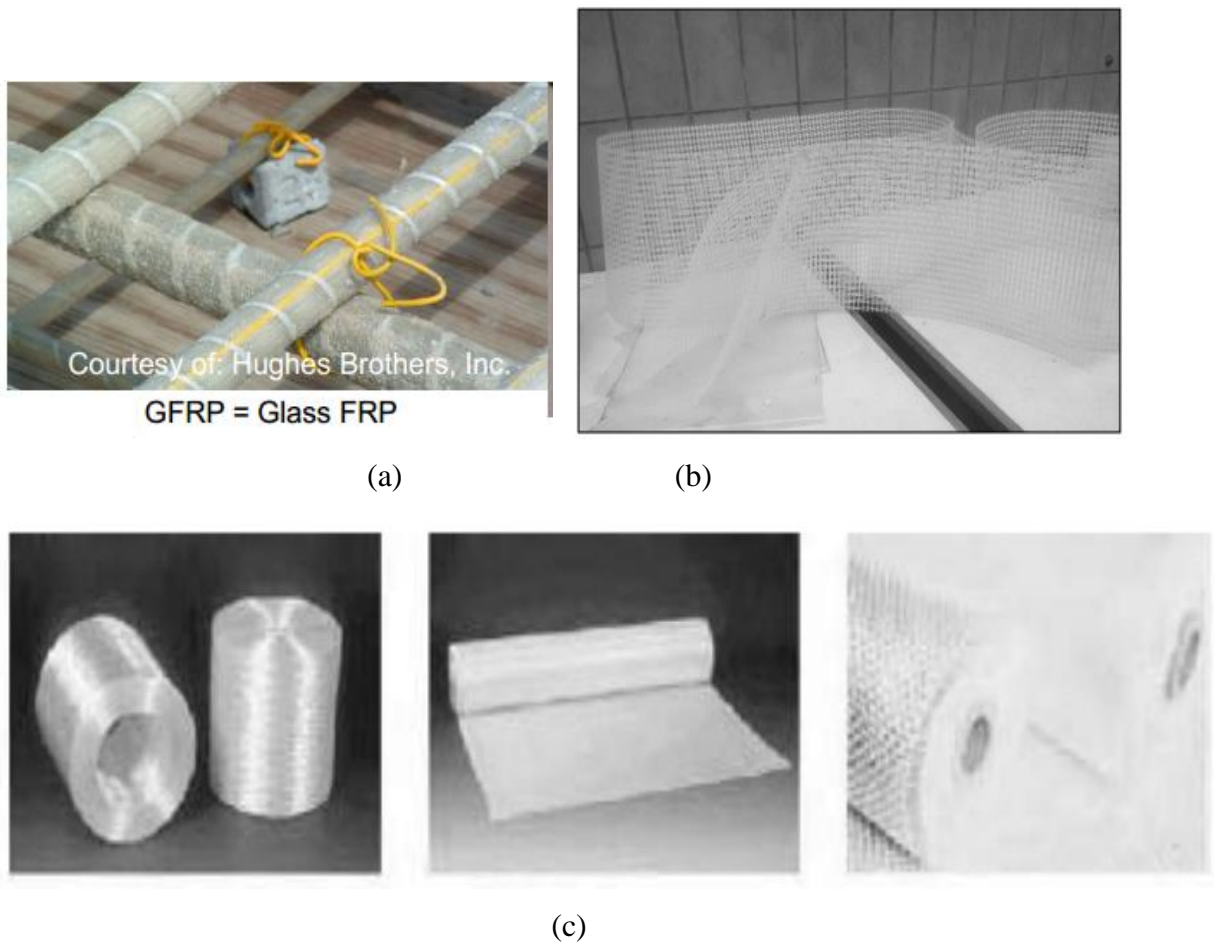 Courtesy of: Hughes Brothers, Inc.
GFRP = Glass FRP
(a)
(b)
(c)